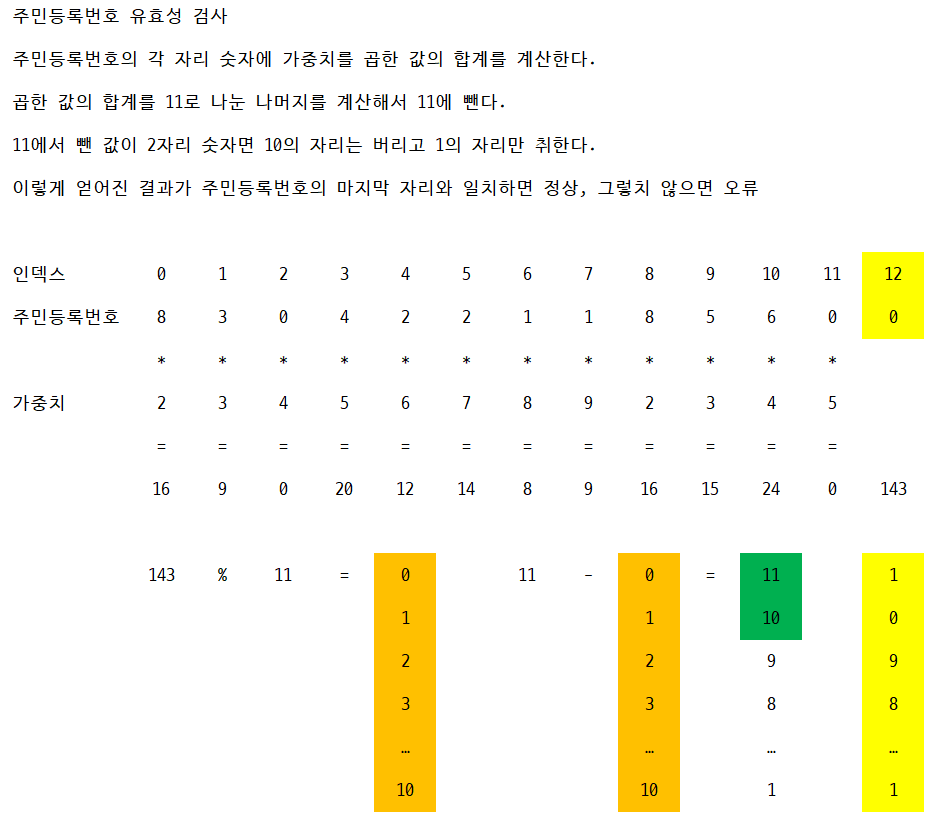 주민등록번호 유효성 검사
주민등록번호의 각 자리 숫자에 가중치를 곱한 값의 합계를 계산한다.
곱한 값의 합계를 11로 나눈 나머지를 계산해서 11에 뺀다.
11에서 뺀 값이 2자리 숫자면 10의 자리는 버리고 1의 자리만 취한다.
이렇게 얻어진 결과가 주민등록번호의 마지막 자리와 일치하면 정상, 그렇치 않으면 오류
인덱스 0 1 2 3 4 5 6 7 8 9 10 11 12
주민등록번호 8 3 0 4 2 2 1 1 8 5 6 0 0
* * * * * * * * * * * *
가중치 2 3 4 5 6 7 8 9 2 3 4 5
= = = = = = = = = = = =
16 9 0 20 12 14 8 9 16 15 24 0 143
143 % 11 = 0 11 - 0 = 11 1
1 1 10 0
2 2 9 9
3 3 8 8
… … … …
10 10 1 1